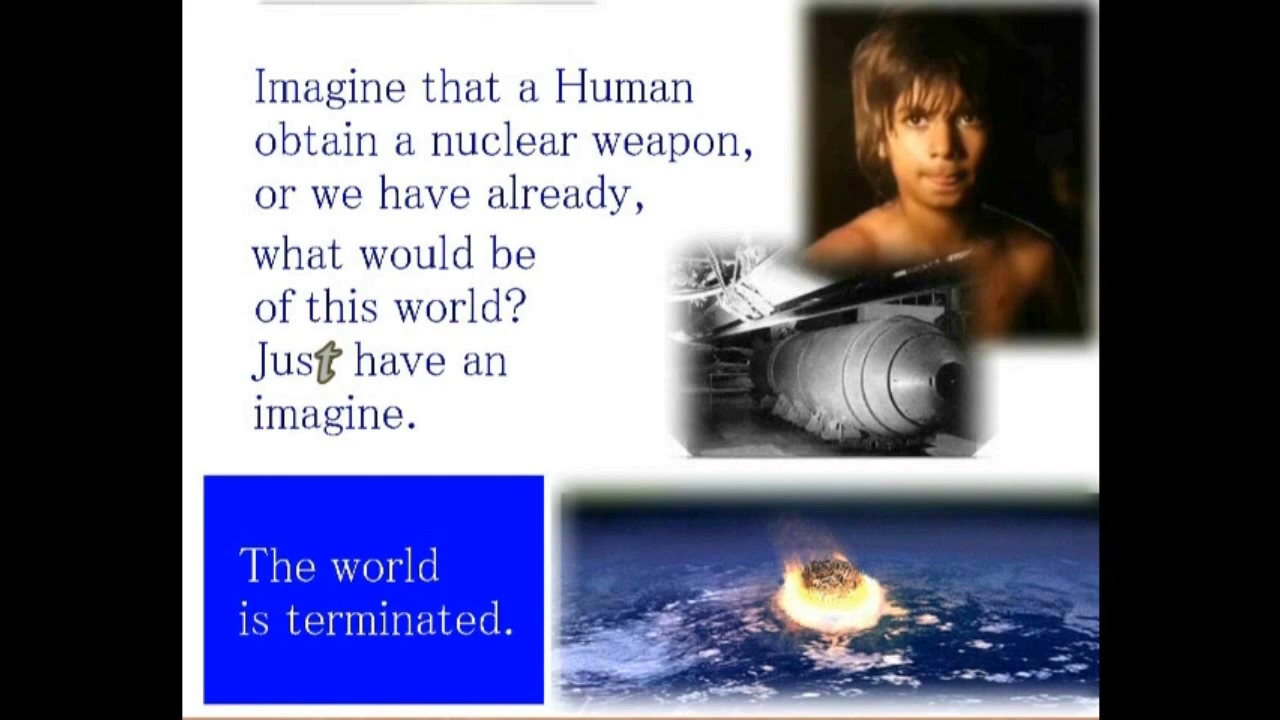 Imagine that a Human
obtain a nuclear weapon,
or we have already,
what would be
of this world?
Just have an
imagine.
The world
is terminated.